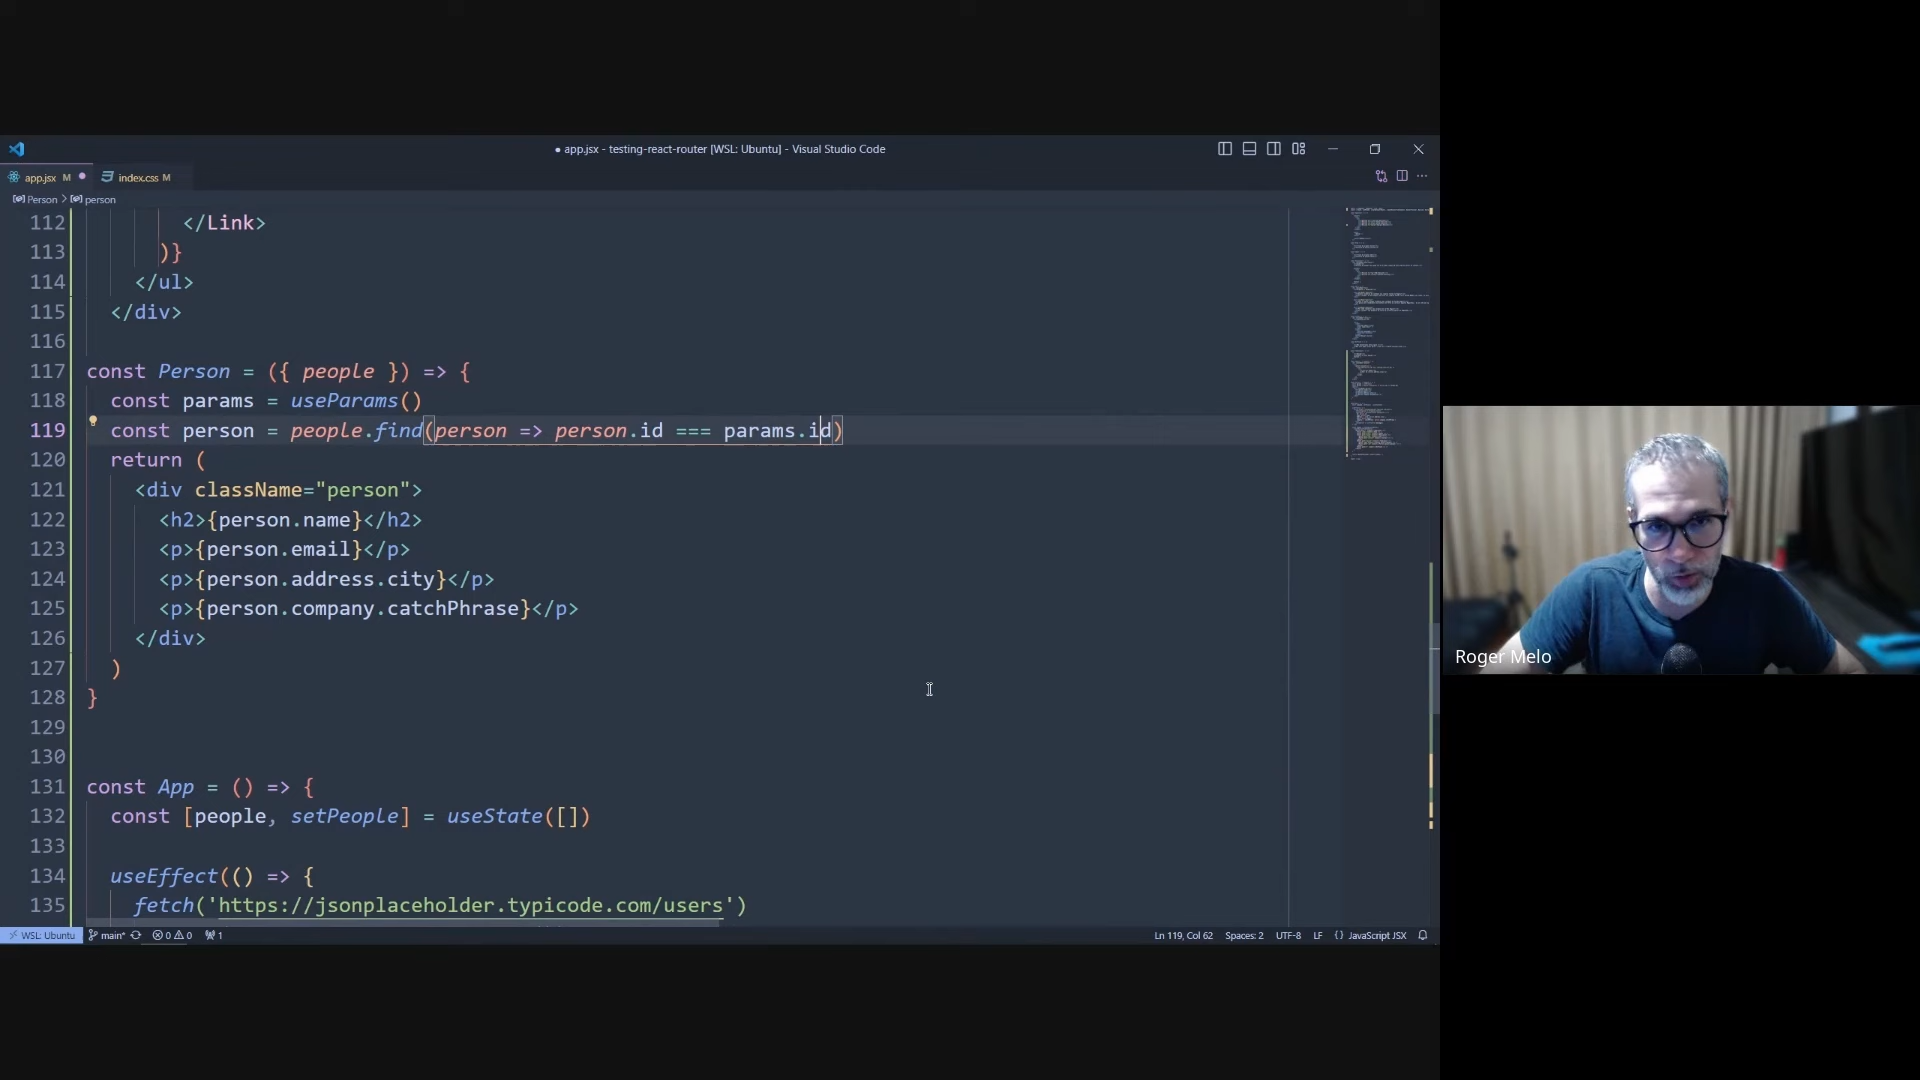 ● app.jsx - testing-react-router [WSL: Ubuntu] - Visual Studio Code
app.jsx M ● index.css M
Person > person
112 </Link>
113 )}
114 </ul>
115 </div>
116
117 const Person = ({ people }) => {
118 const params = useParams()
119 const person = people.find(person => person.id === params.id)
120 return (
121 <div className="person">
122 <h2>{person.name}</h2>
123 <p>{person.email}</p>
124 <p>{person.address.city}</p>
125 <p>{person.company.catchPhrase}</p>
126 </div>
127 )
128 }
129
130
131 const App = () => {
132 const [people, setPeople] = useState([])
133
134 useEffect(() => {
135 fetch('https://jsonplaceholder.typicode.com/users')
WSL: Ubuntu main* 0 0 1 Ln 119, Col 62 Spaces: 2 UTF-8 LF {} JavaScript JSX
Roger Melo